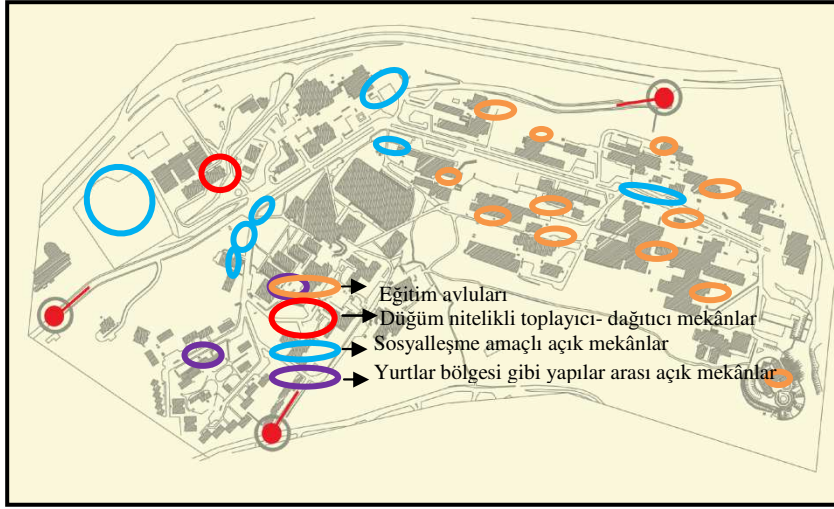 Eğitim avluları
Düğüm nitelikli toplayıcı- dağıtıcı mekânlar
Sosyalleşme amaçlı açık mekânlar
Yurtlar bölgesi gibi yapılar arası açık mekânlar